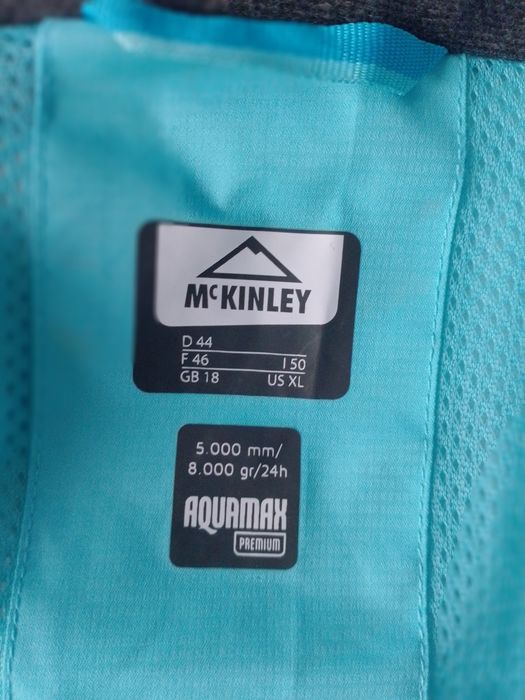 McKINLEY
D 44
F 46 I 50
GB 18 US XL
5.000 mm/
8.000 gr/24h
AQUAMAX
PREMIUM